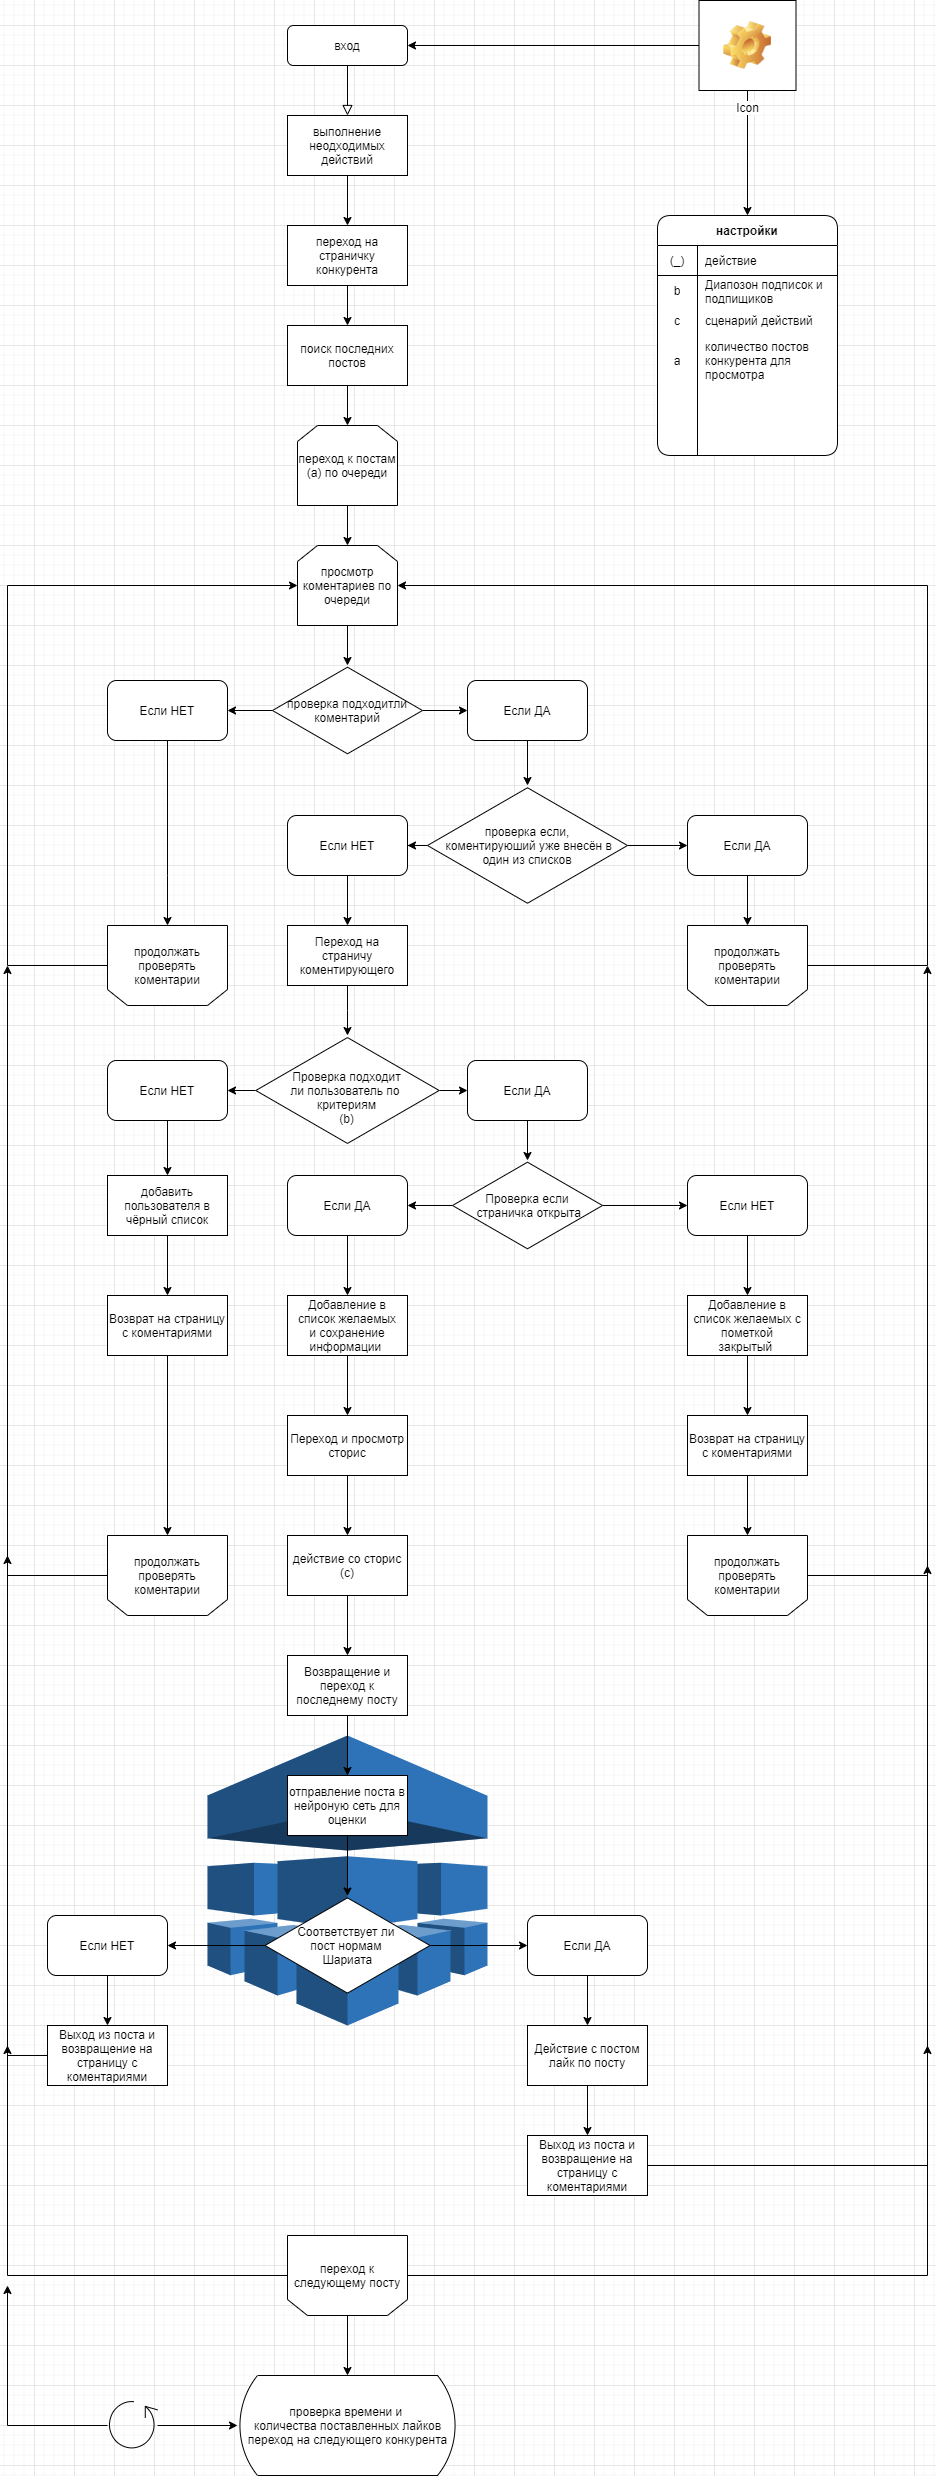 вход
Icon
выполнение
неодходимых
действий
настройки
переход на
страничку
конкурента
(_) действие
b Диапозон подписок и
подпищиков
c сценарий действий
a количество постов
конкурента для
просмотра
поиск последних
постов
переход к постам
(а) по очереди
просмотр
коментариев по
очереди
Если НЕТ
проверка подходитли
коментарий
Если ДА
Если НЕТ
проверка если,
коментируюший уже внесён в
один из списков
Если ДА
продолжать
проверять
коментарии
Переход на
страничу
коментирующего
продолжать
проверять
коментарии
Если НЕТ
Проверка подходит
ли пользователь по
критериям
(b)
Если ДА
добавить
пользователя в
чёрный список
Если ДА
Проверка если
страничка открыта
Если НЕТ
Возврат на страницу
с коментариями
Добавление в
список желаемых
и сохранение
информации
Добавление в
список желаемых с
пометкой
закрытый
Переход и просмотр
сторис
Возврат на страницу
с коментариями
продолжать
проверять
коментарии
действие со сторис
(с)
продолжать
проверять
коментарии
Возвращение и
переход к
последнему посту
отправление поста в
нейроную сеть для
оценки
Если НЕТ
Соответствует ли
пост нормам
Шариата
Если ДА
Выход из поста и
возвращение на
страницу с
коментариями
Действие с постом
лайк по посту
Выход из поста и
возвращение на
страницу с
коментариями
переход к
следующему посту
проверка времени и
количества поставленных лайков
переход на следующего конкурента